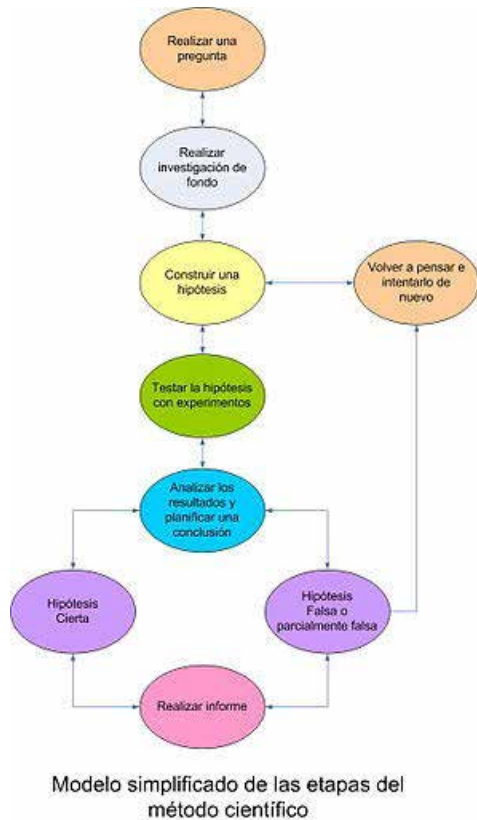 Realizar una
pregunta
Realizar
investigación de
fondo
Construir una
hipótesis
Volver a pensar e
intentarlo de
nuevo
Testar la hipótesis
con experimentos
Analizar los
resultados y
planificar una
conclusión
Hipótesis
Cierta
Hipótesis
Falsa o
parcialmente falsa
Realizar informe
Modelo simplificado de las etapas del
método científico